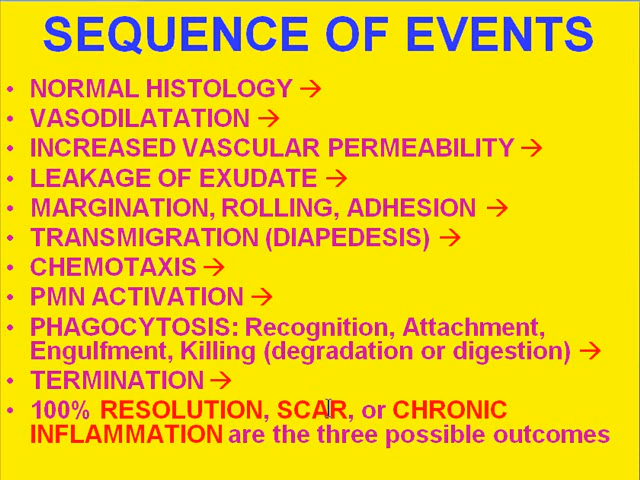 SEQUENCE OF EVENTS
• NORMAL HISTOLOGY →
• VASODILATATION →
• INCREASED VASCULAR PERMEABILITY →
• LEAKAGE OF EXUDATE →
• MARGINATION, ROLLING, ADHESION →
• TRANSMIGRATION (DIAPEDESIS) →
• CHEMOTAXIS →
• PMN ACTIVATION →
• PHAGOCYTOSIS: Recognition, Attachment,
Engulfment, Killing (degradation or digestion) →
• TERMINATION →
• 100% RESOLUTION, SCAR, or CHRONIC
INFLAMMATION are the three possible outcomes